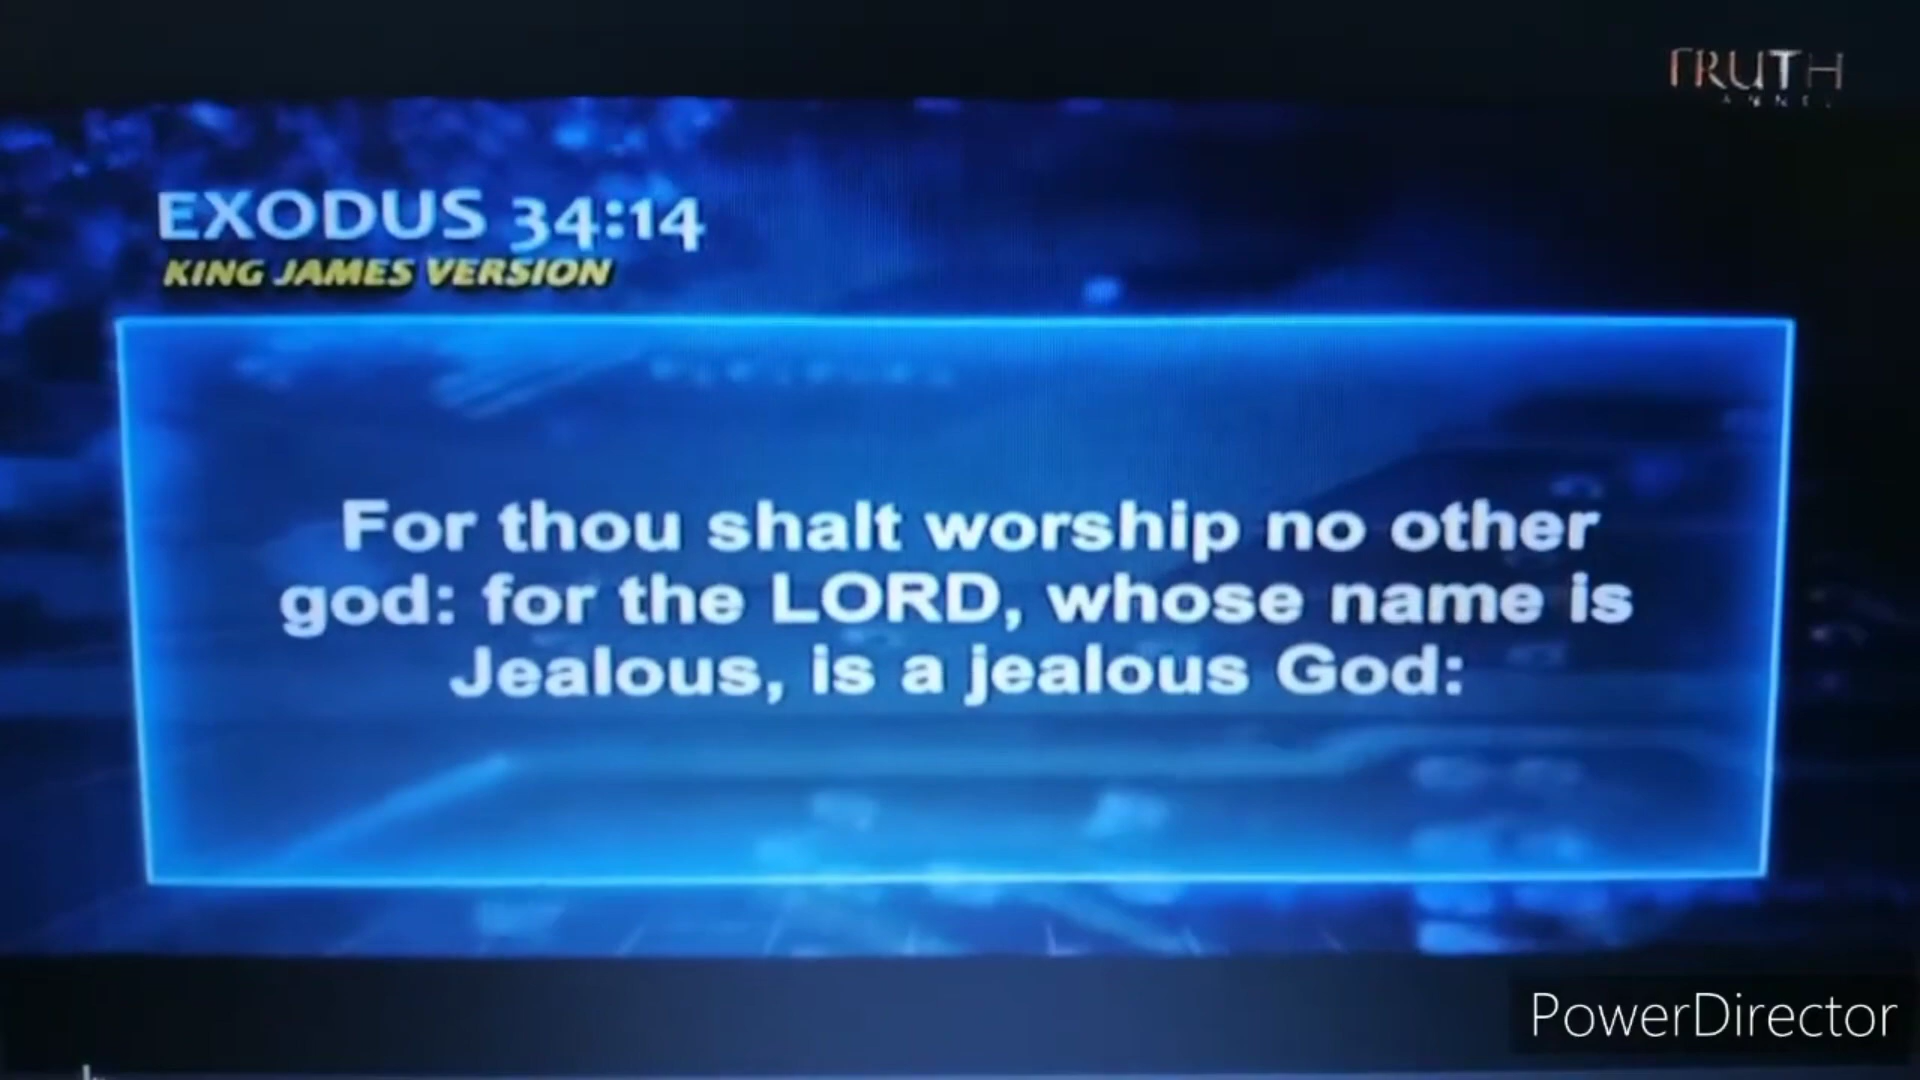 TRUTH
EXODUS 34:14
KING JAMES VERSION
For thou shalt worship no other
god: for the LORD, whose name is
Jealous, is a jealous God:
PowerDirector